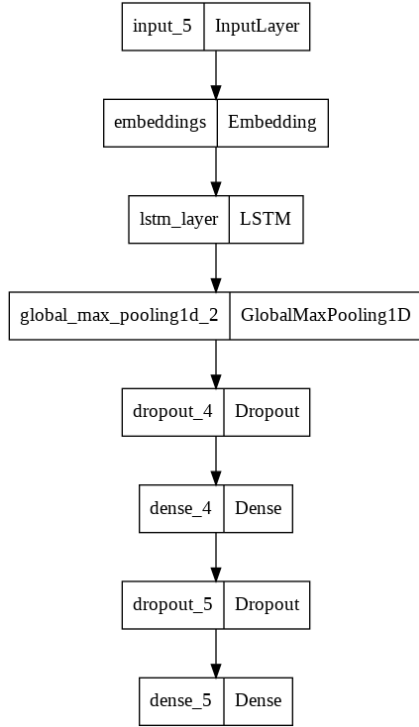 input_5 InputLayer
embeddings Embedding
lstm_layer LSTM
global_max_pooling1d_2 GlobalMaxPooling1D
dropout_4 Dropout
dense_4 Dense
dropout_5 Dropout
dense_5 Dense